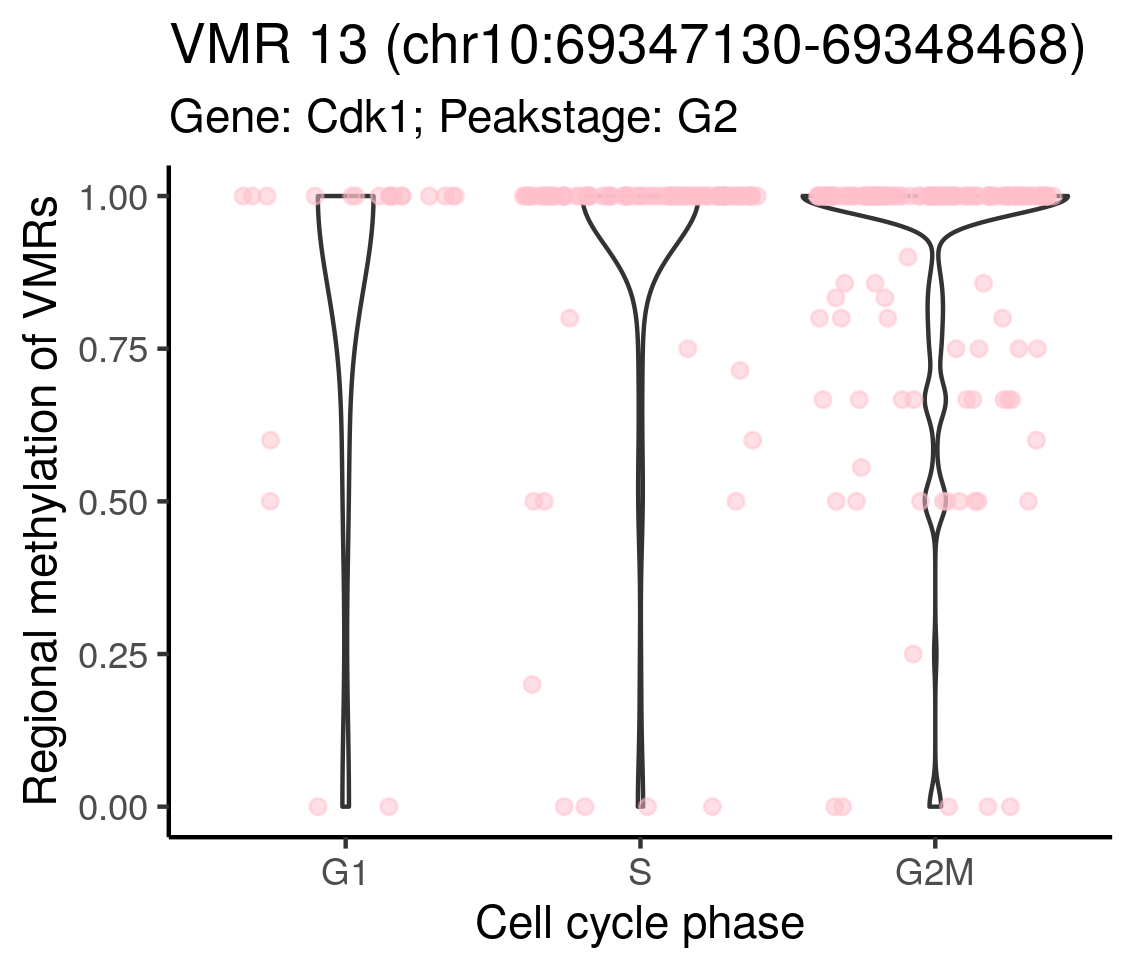 VMR 13 (chr10:69347130-69348468)
Gene: Cdk1; Peakstage: G2
Regional methylation of VMRs
1.00
0.75
0.50
0.25
0.00
G1 S G2M
Cell cycle phase